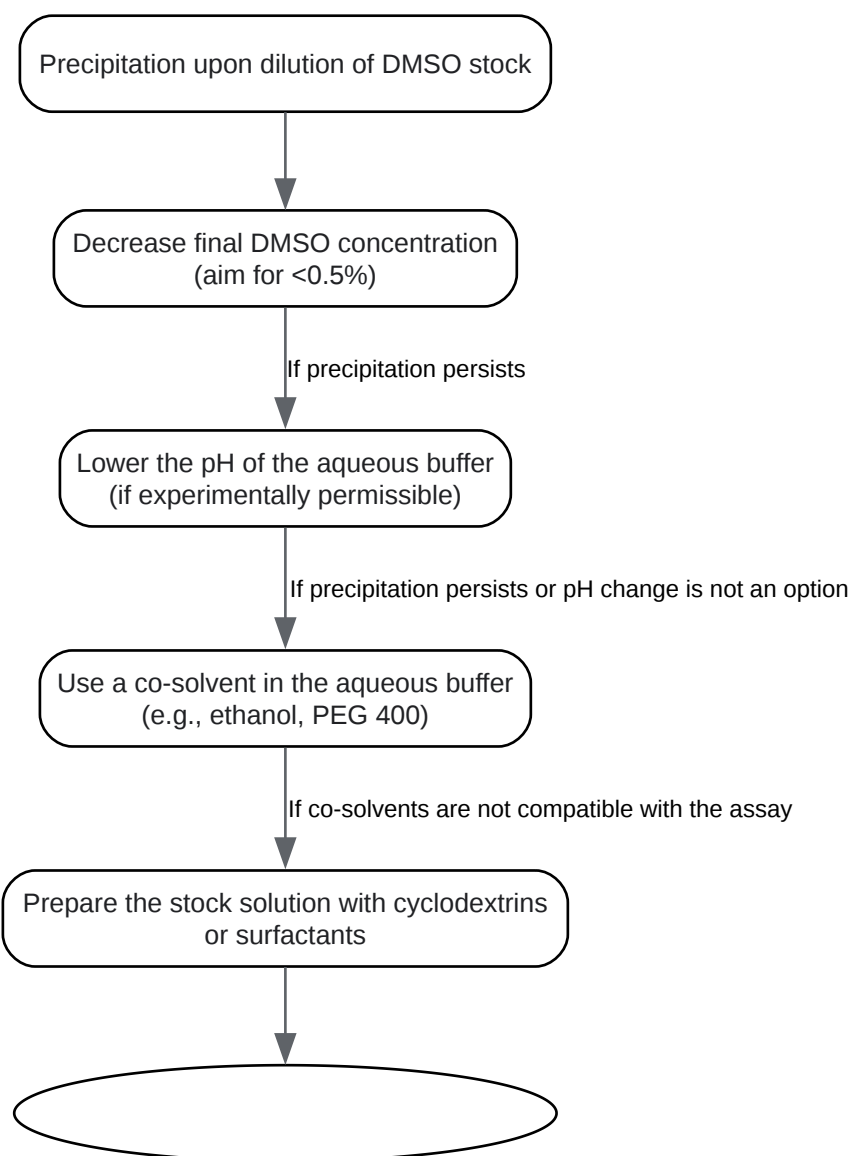 Precipitation upon dilution of DMSO stock
Decrease final DMSO concentration
(aim for <0.5%)
If precipitation persists
Lower the pH of the aqueous buffer
(if experimentally permissible)
If precipitation persists or pH change is not an option
Use a co-solvent in the aqueous buffer
(e.g., ethanol, PEG 400)
If co-solvents are not compatible with the assay
Prepare the stock solution with cyclodextrins
or surfactants